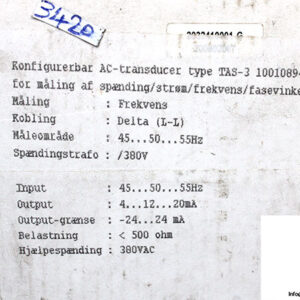 3420
Konfigurerbar AC-transducer type TAS-3 10010894
for måling af spænding/strøm/frekvens/fasevinke
Måling : Frekvens
Kobling : Delta (L-L)
Måleområde : 45...50...55Hz
Spændingstrafo : /380V
Input : 45...50...55Hz
Output : 4...12...20mA
Output-grænse : -24...24 mA
Belastning : < 500 ohm
Hjælpespænding : 380VAC